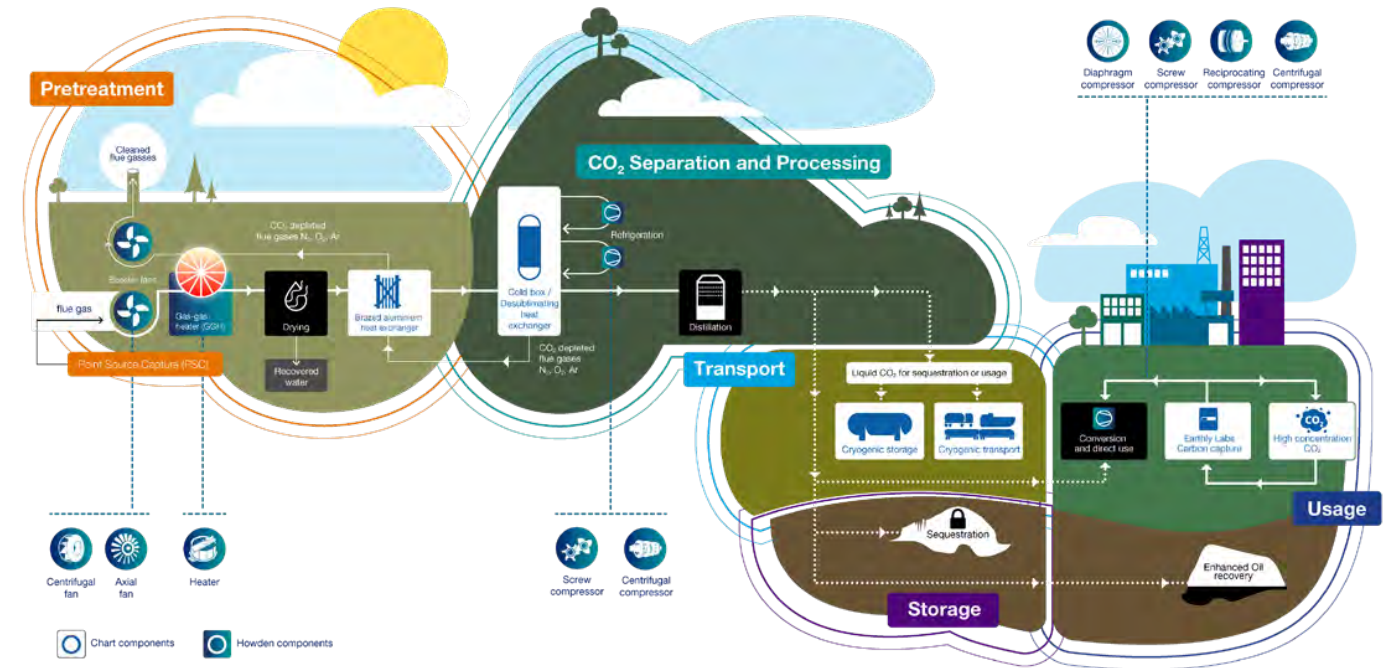 Pretreatment
Cleaned
flue gasses
CO₂ depleted
flue gases N₂, O₂, Ar
Booster fans
flue gas
Gas-gas
heater (GGH)
Drying
Brazed aluminium
heat exchanger
Point Source Capture (PSC)
Recovered
water
Centrifugal
fan
Axial
fan
Heater
Chart components
Howden components
CO₂ Separation and Processing
Refrigeration
Cold box /
Desublimating
heat
exchanger
Distillation
CO₂ depleted
flue gases
N₂, O₂, Ar
Screw
compressor
Centrifugal
compressor
Transport
Liquid CO₂ for sequestration or usage
Cryogenic storage
Cryogenic transport
Sequestration
Storage
Diaphragm
compressor
Screw
compressor
Reciprocating
compressor
Centrifugal
compressor
Conversion
and direct use
Earthly Labs
Carbon capture
CO₂
High concentration
CO₂
Usage
Enhanced Oil
recovery